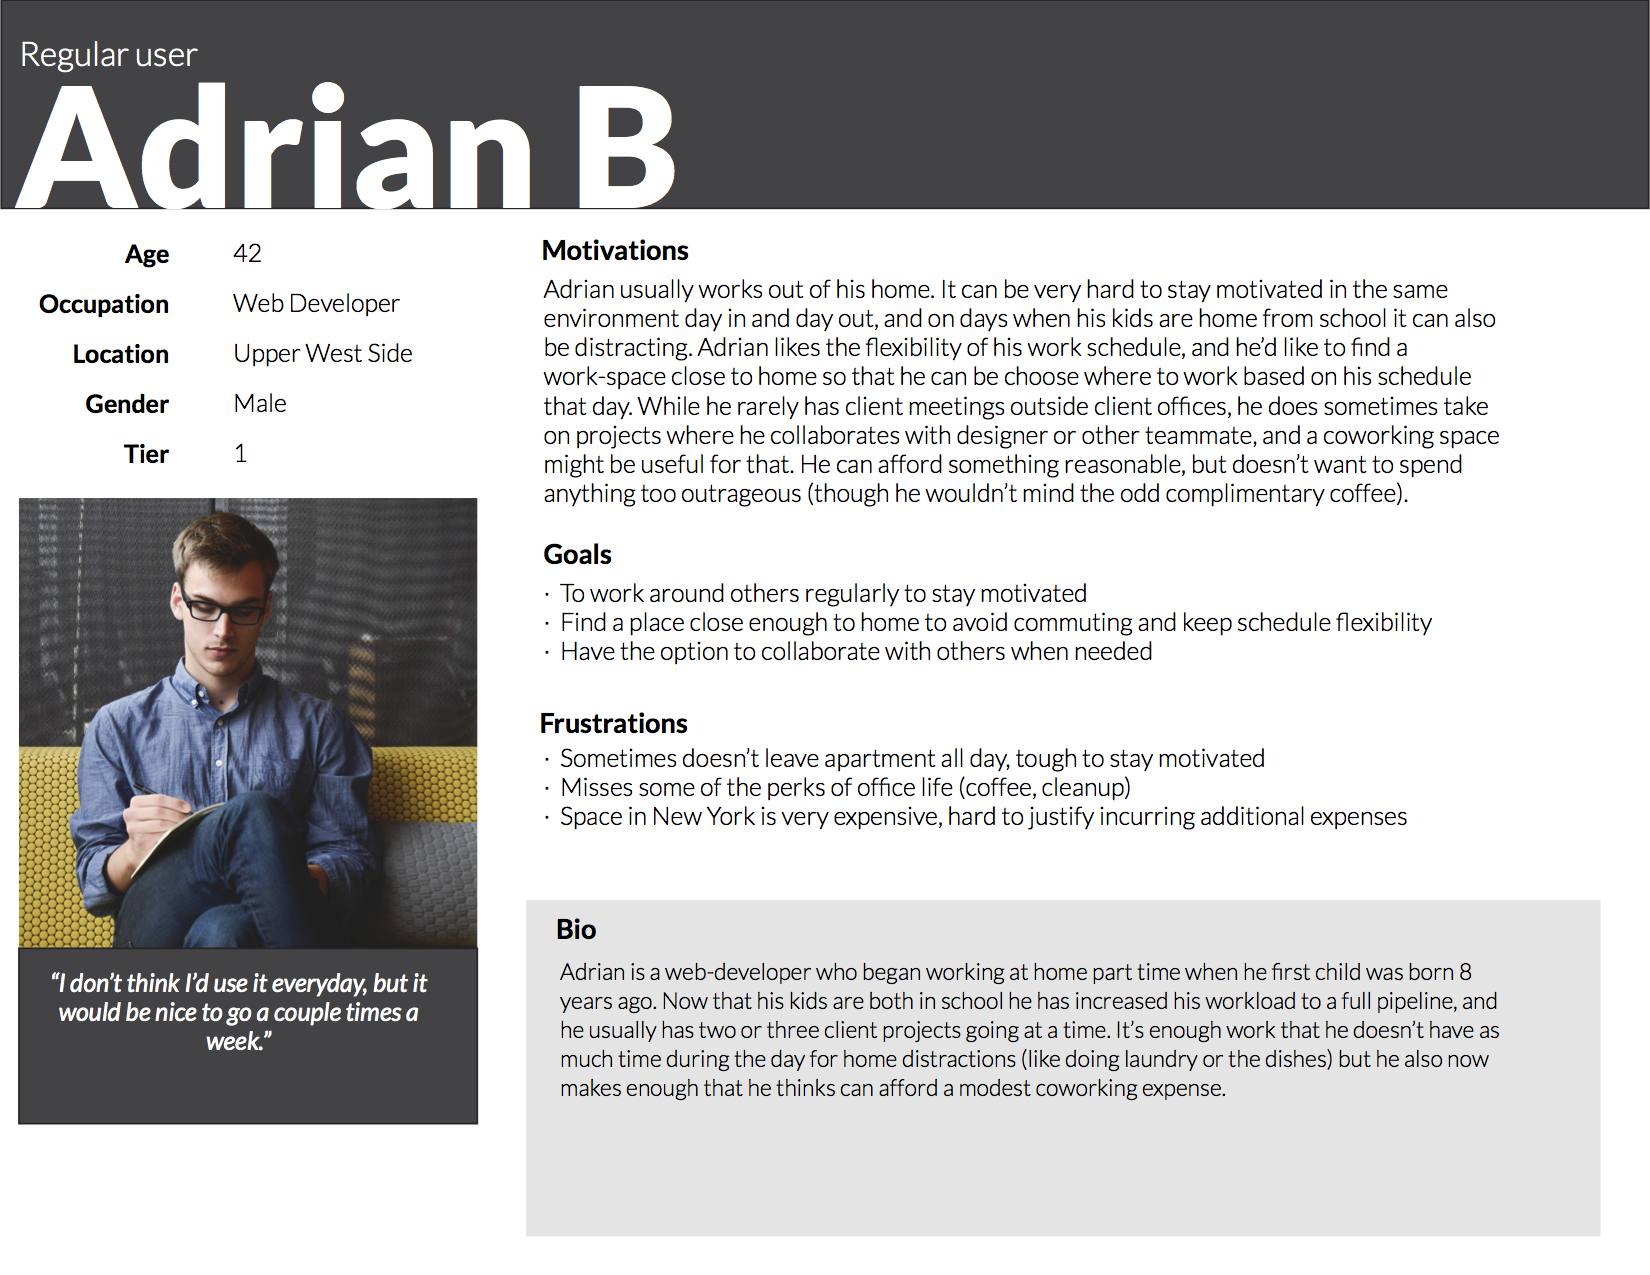 Regular user
Adrian B
Age 42
Occupation Web Developer
Location Upper West Side
Gender Male
Tier 1
“I don’t think I’d use it everyday, but it
would be nice to go a couple times a
week.”
Motivations
Adrian usually works out of his home. It can be very hard to stay motivated in the same
environment day in and day out, and on days when his kids are home from school it can also
be distracting. Adrian likes the flexibility of his work schedule, and he’d like to find a
work-space close to home so that he can be choose where to work based on his schedule
that day. While he rarely has client meetings outside client offices, he does sometimes take
on projects where he collaborates with designer or other teammate, and a coworking space
might be useful for that. He can afford something reasonable, but doesn’t want to spend
anything too outrageous (though he wouldn’t mind the odd complimentary coffee).
Goals
· To work around others regularly to stay motivated
· Find a place close enough to home to avoid commuting and keep schedule flexibility
· Have the option to collaborate with others when needed
Frustrations
· Sometimes doesn’t leave apartment all day, tough to stay motivated
· Misses some of the perks of office life (coffee, cleanup)
· Space in New York is very expensive, hard to justify incurring additional expenses
Bio
Adrian is a web-developer who began working at home part time when he first child was born 8
years ago. Now that his kids are both in school he has increased his workload to a full pipeline, and
he usually has two or three client projects going at a time. It’s enough work that he doesn’t have as
much time during the day for home distractions (like doing laundry or the dishes) but he also now
makes enough that he thinks can afford a modest coworking expense.